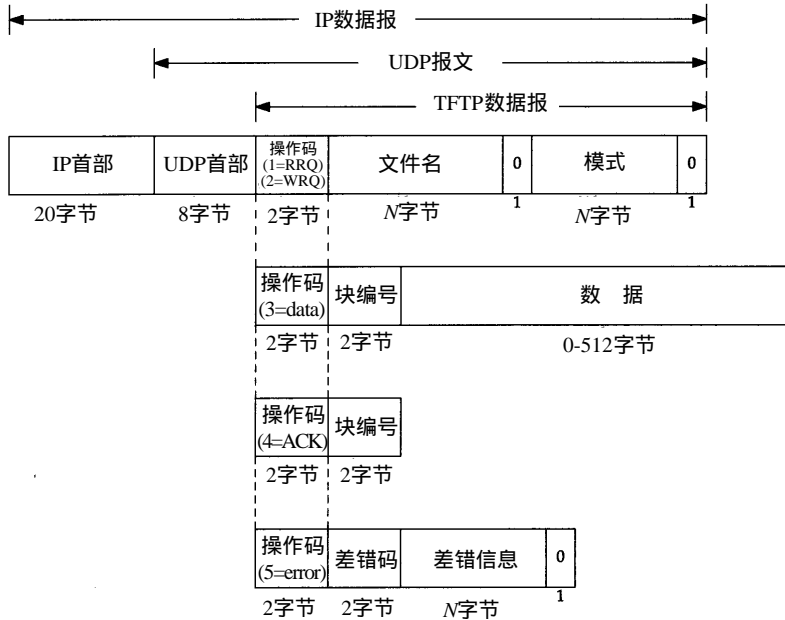 IP数据报
UDP报文
TFTP数据报
IP首部 UDP首部 操作码 (1=RRQ) (2=WRQ) 文件名 0 模式 0
20字节 8字节 2字节 N字节 1 N字节 1
操作码 (3=data) 块编号 数 据
2字节 2字节 0-512字节
操作码 (4=ACK) 块编号
2字节 2字节
操作码 (5=error) 差错码 差错信息 0
2字节 2字节 N字节 1